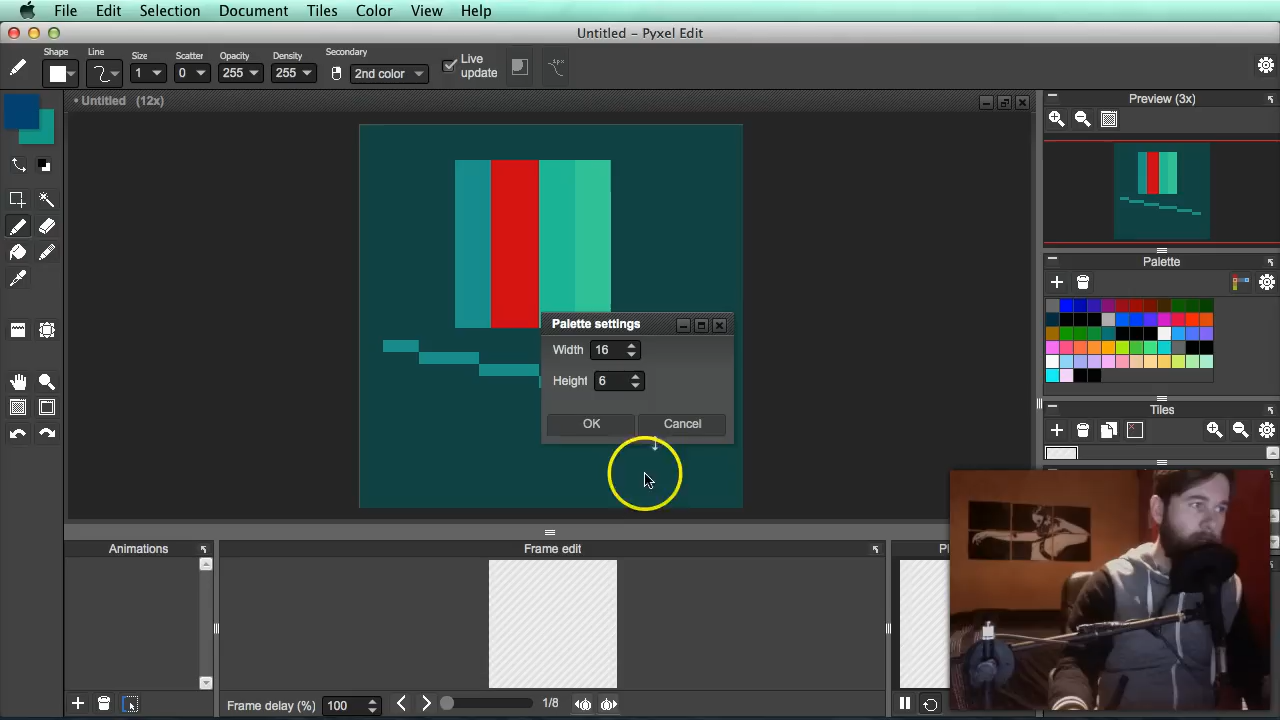 File Edit Selection Document Tiles Color View Help
Untitled – Pyxel Edit
Shape Line Size Scatter Opacity Density Secondary
1 0 255 255 2nd color Live update
• Untitled (12x)
Preview (3x)
Palette
Palette settings
Width 16
Height 6
OK Cancel
Tiles
Animations
Frame edit
Frame delay (%) 100
1/8